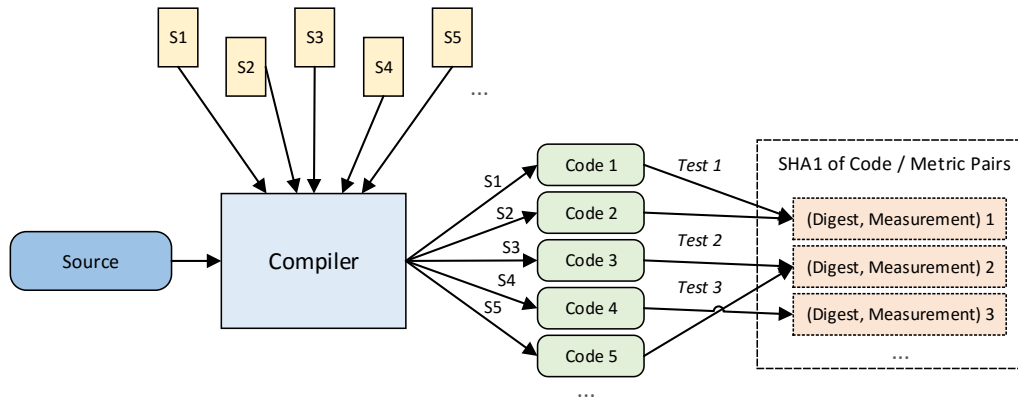 S1
S2
S3
S4
S5
...
Source
Compiler
S1
S2
S3
S4
S5
Code 1
Code 2
Code 3
Code 4
Code 5
...
Test 1
Test 2
Test 3
SHA1 of Code / Metric Pairs
(Digest, Measurement) 1
(Digest, Measurement) 2
(Digest, Measurement) 3
...